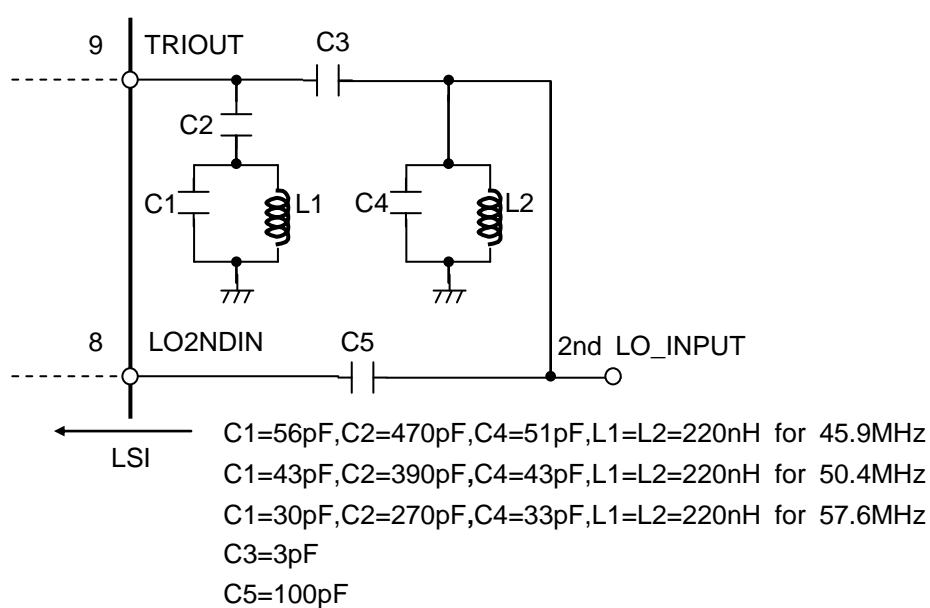 9 TRIOUT
C3
C2
C1
L1
C4
L2
8 LO2NDIN
C5
2nd LO_INPUT
LSI
C1=56pF,C2=470pF,C4=51pF,L1=L2=220nH for 45.9MHz
C1=43pF,C2=390pF,C4=43pF,L1=L2=220nH for 50.4MHz
C1=30pF,C2=270pF,C4=33pF,L1=L2=220nH for 57.6MHz
C3=3pF
C5=100pF